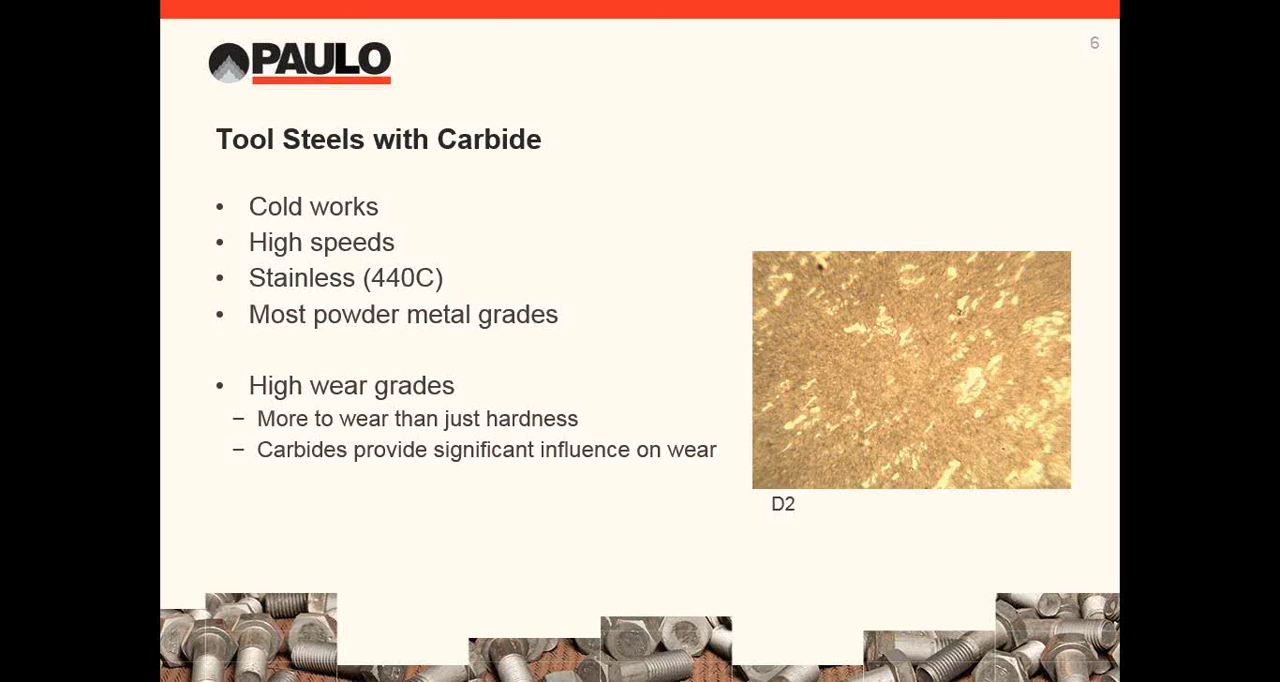 6
PAULO
Tool Steels with Carbide
• Cold works
• High speeds
• Stainless (440C)
• Most powder metal grades
• High wear grades
– More to wear than just hardness
– Carbides provide significant influence on wear
D2